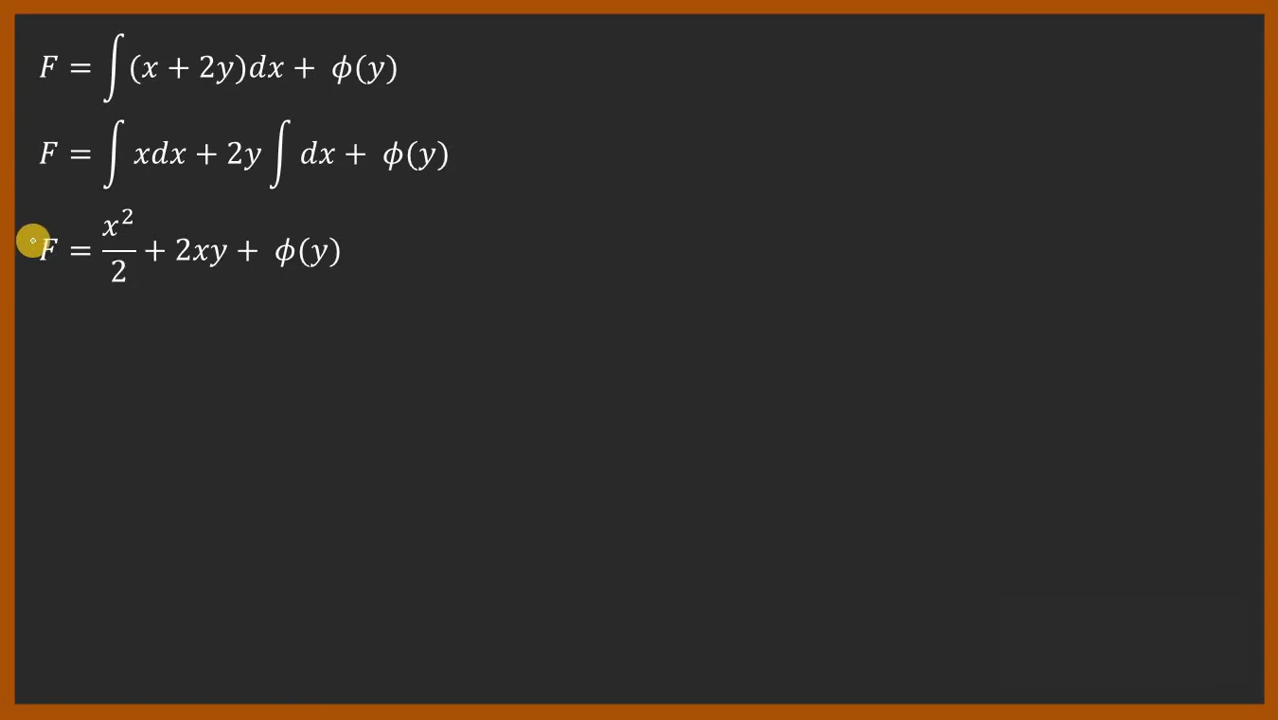 F = ∫(x + 2y)dx + ϕ(y)
F = ∫ xdx + 2y ∫ dx + ϕ(y)
F = x²/2 + 2xy + ϕ(y)